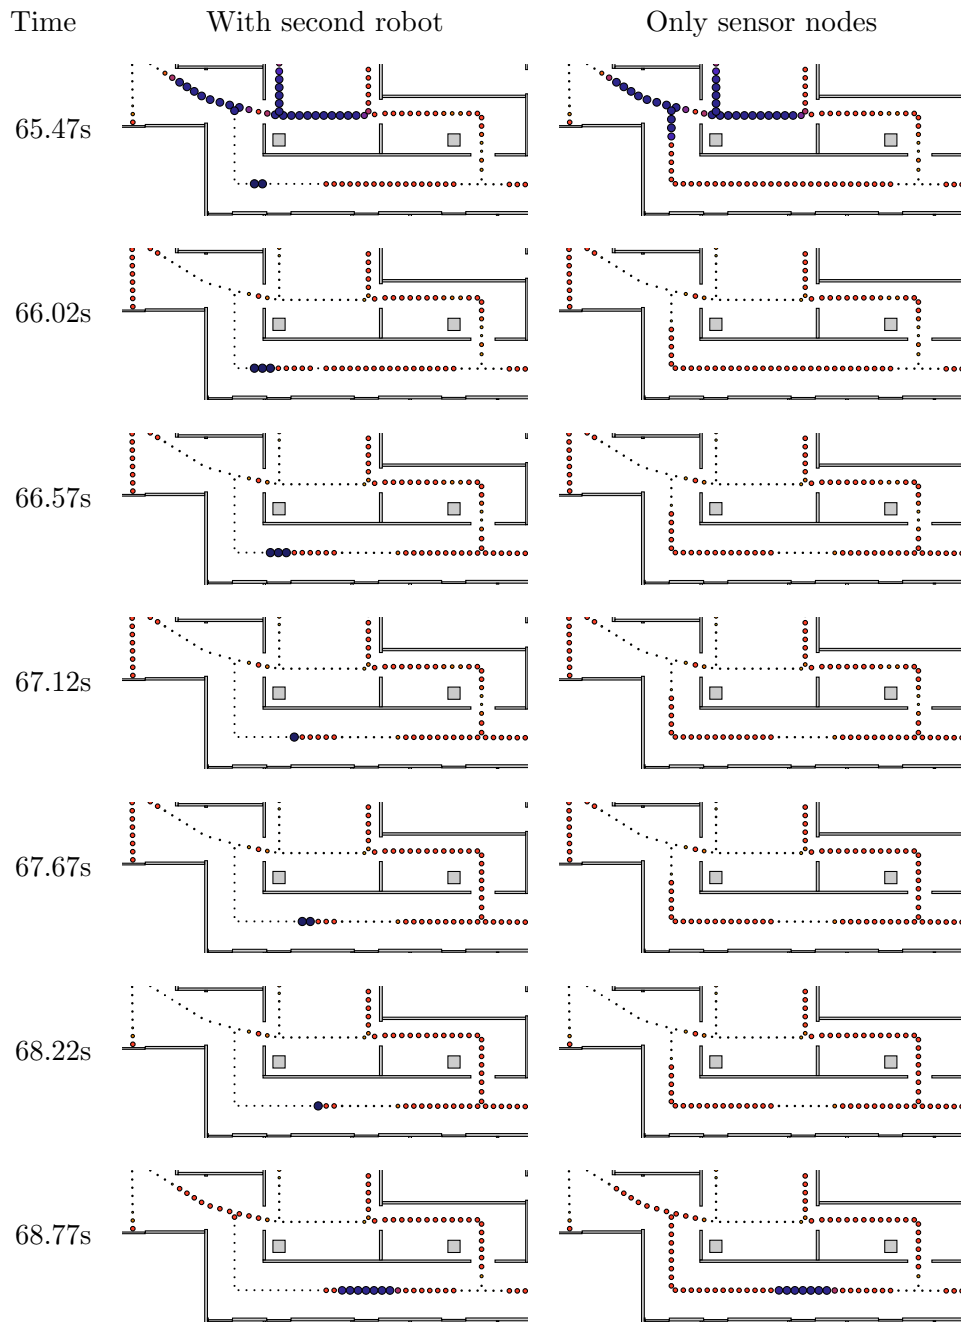 Time With second robot Only sensor nodes
65.47s
66.02s
66.57s
67.12s
67.67s
68.22s
68.77s